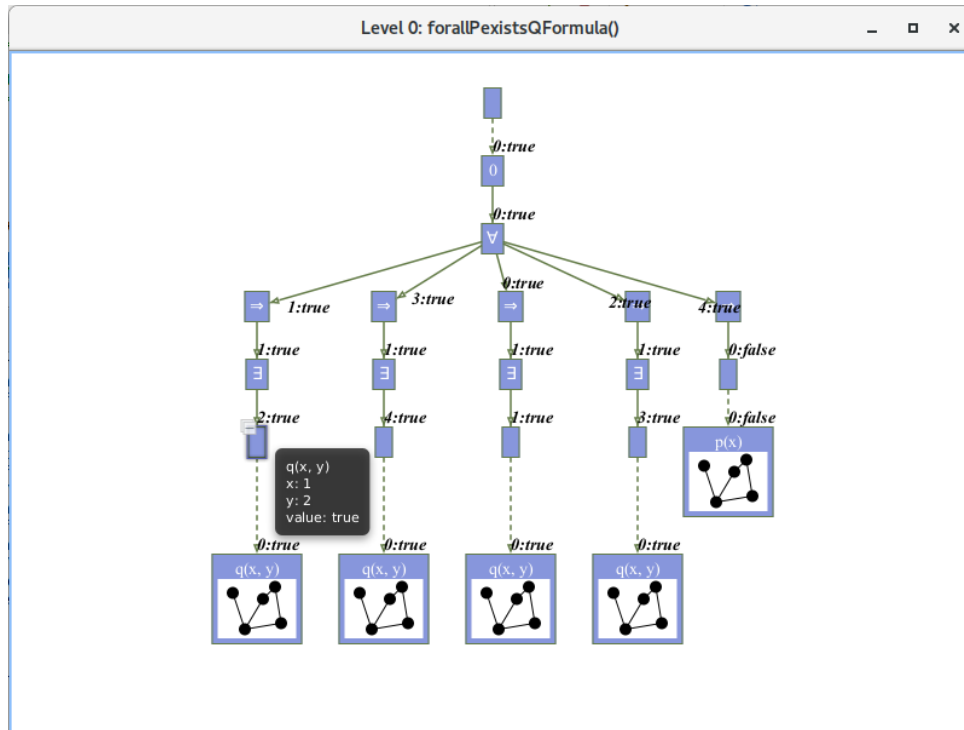 Level 0: forallPexistsQFormula()
0:true
0
0:true
∀
⇒ 1:true ⇒ 3:true ⇒ 0:true 2:true 4:true
1:true 1:true 1:true 1:true 0:false
∃ ∃ ∃ ∃
2:true 4:true 1:true 3:true 0:false
p(x)
q(x, y)
x: 1
y: 2
value: true
0:true 0:true 0:true 0:true
q(x, y) q(x, y) q(x, y) q(x, y)